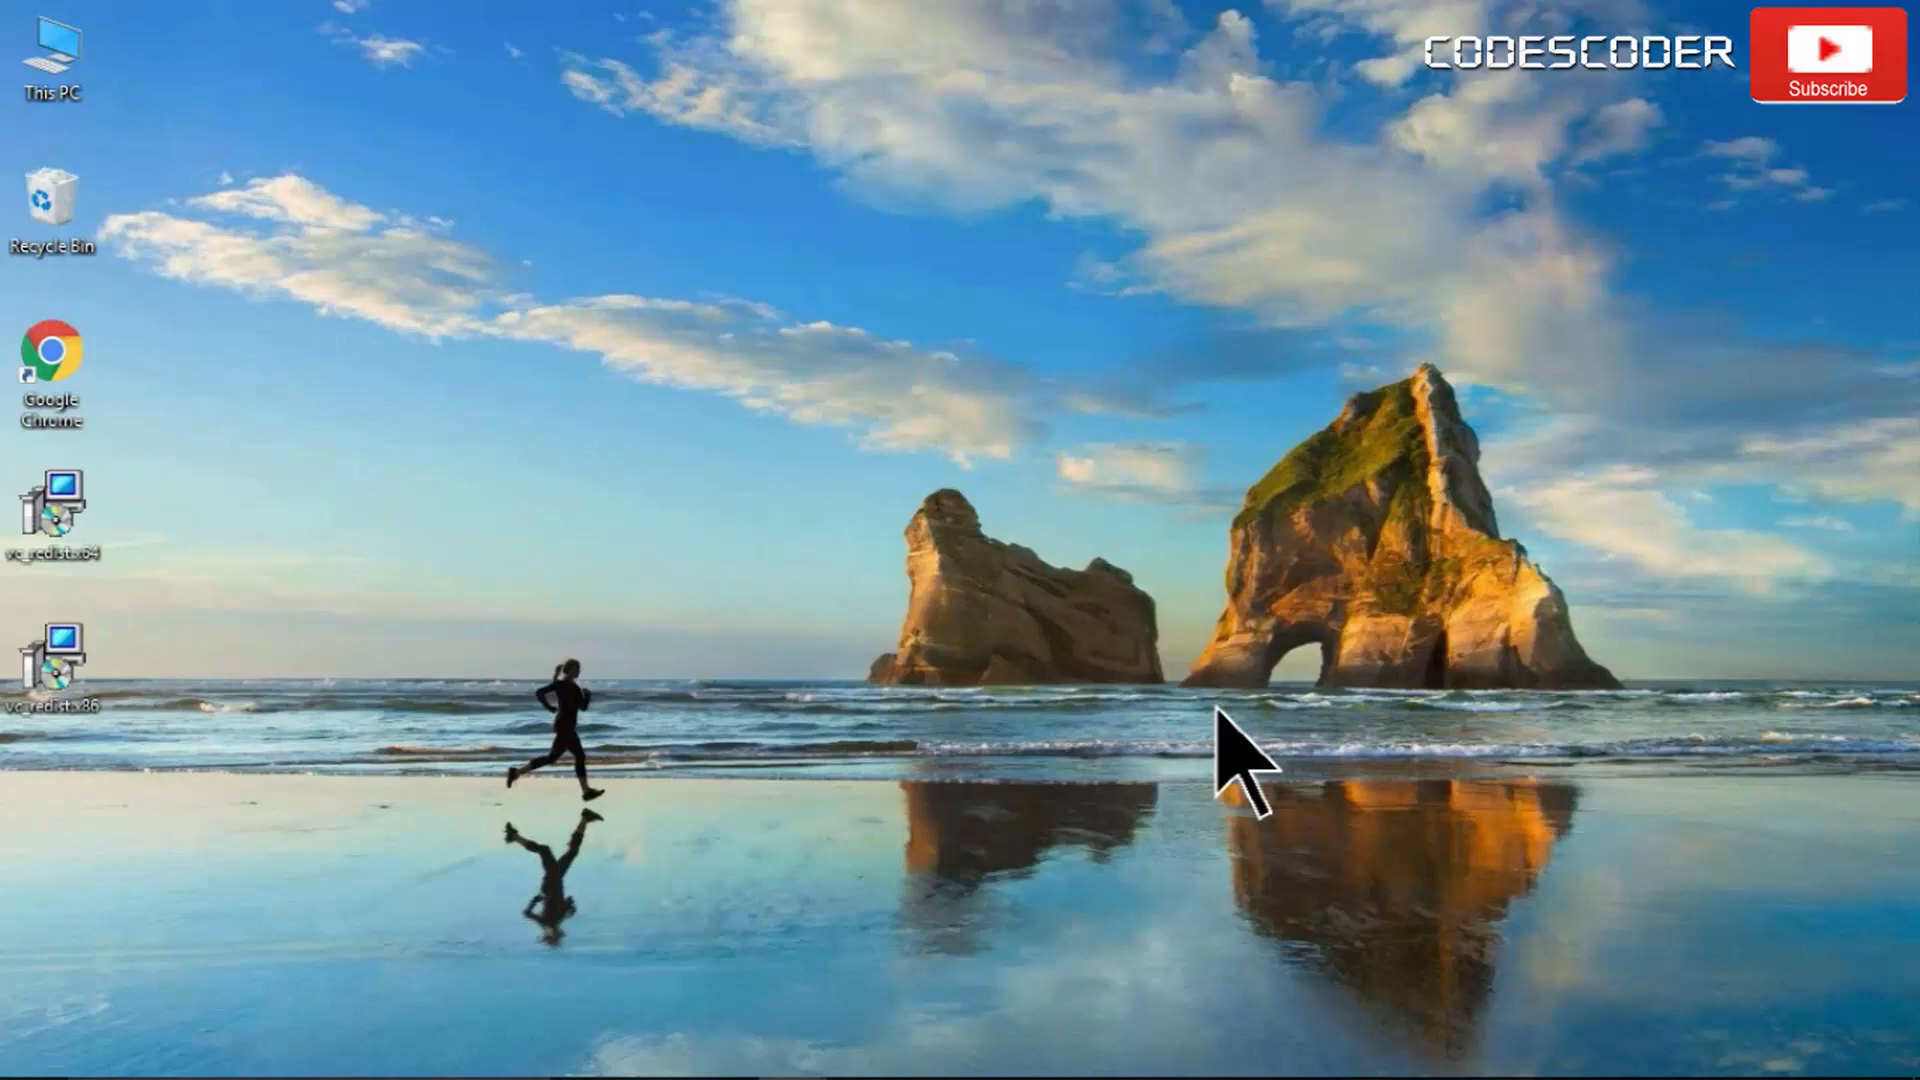 This PC
Recycle Bin
Google
Chrome
vc_redist.x64
vc_redist.x86
CODESCODER
Subscribe